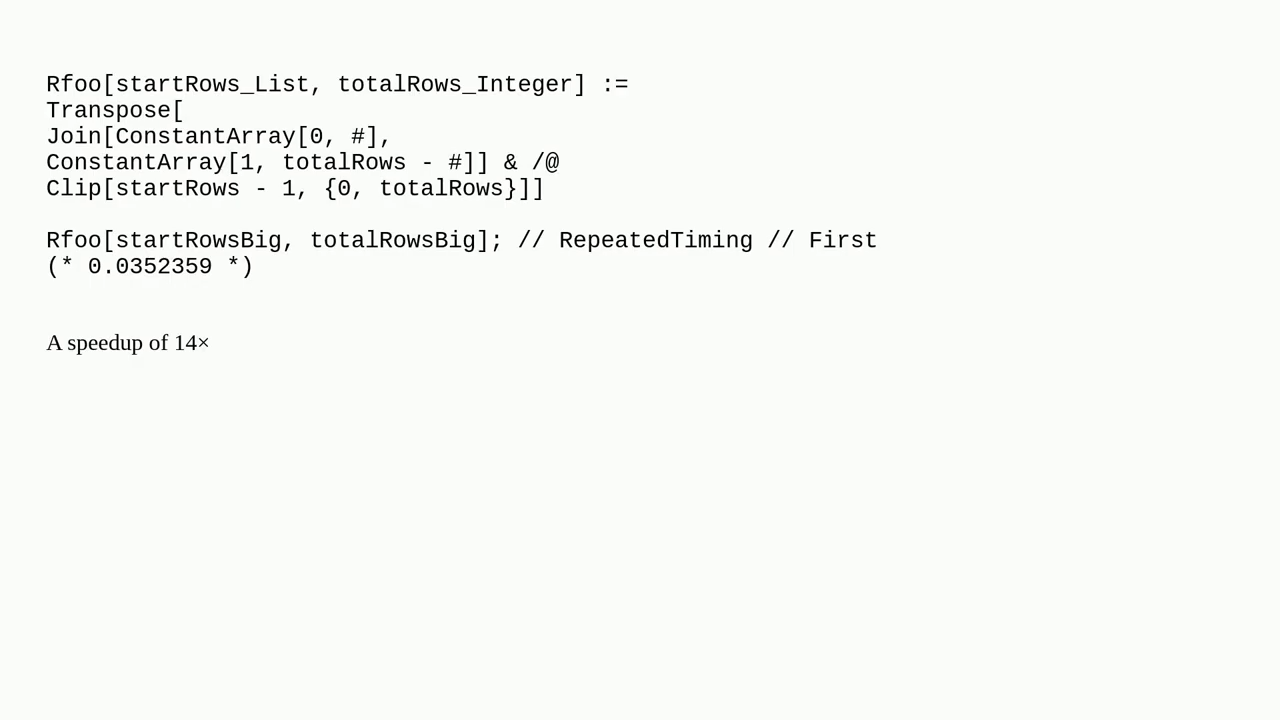 Rfoo[startRows_List, totalRows_Integer] :=
Transpose[
Join[ConstantArray[0, #],
ConstantArray[1, totalRows - #]] & /@
Clip[startRows - 1, {0, totalRows}]]
Rfoo[startRowsBig, totalRowsBig]; // RepeatedTiming // First
(* 0.0352359 *)
A speedup of 14×